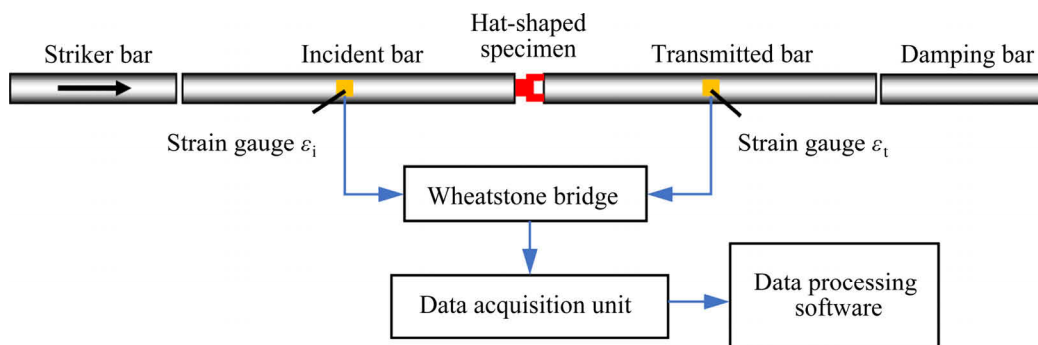 Hat-shaped
specimen
Striker bar
Incident bar
Transmitted bar
Damping bar
Strain gauge εi
Strain gauge εt
Wheatstone bridge
Data acquisition unit
Data processing
software